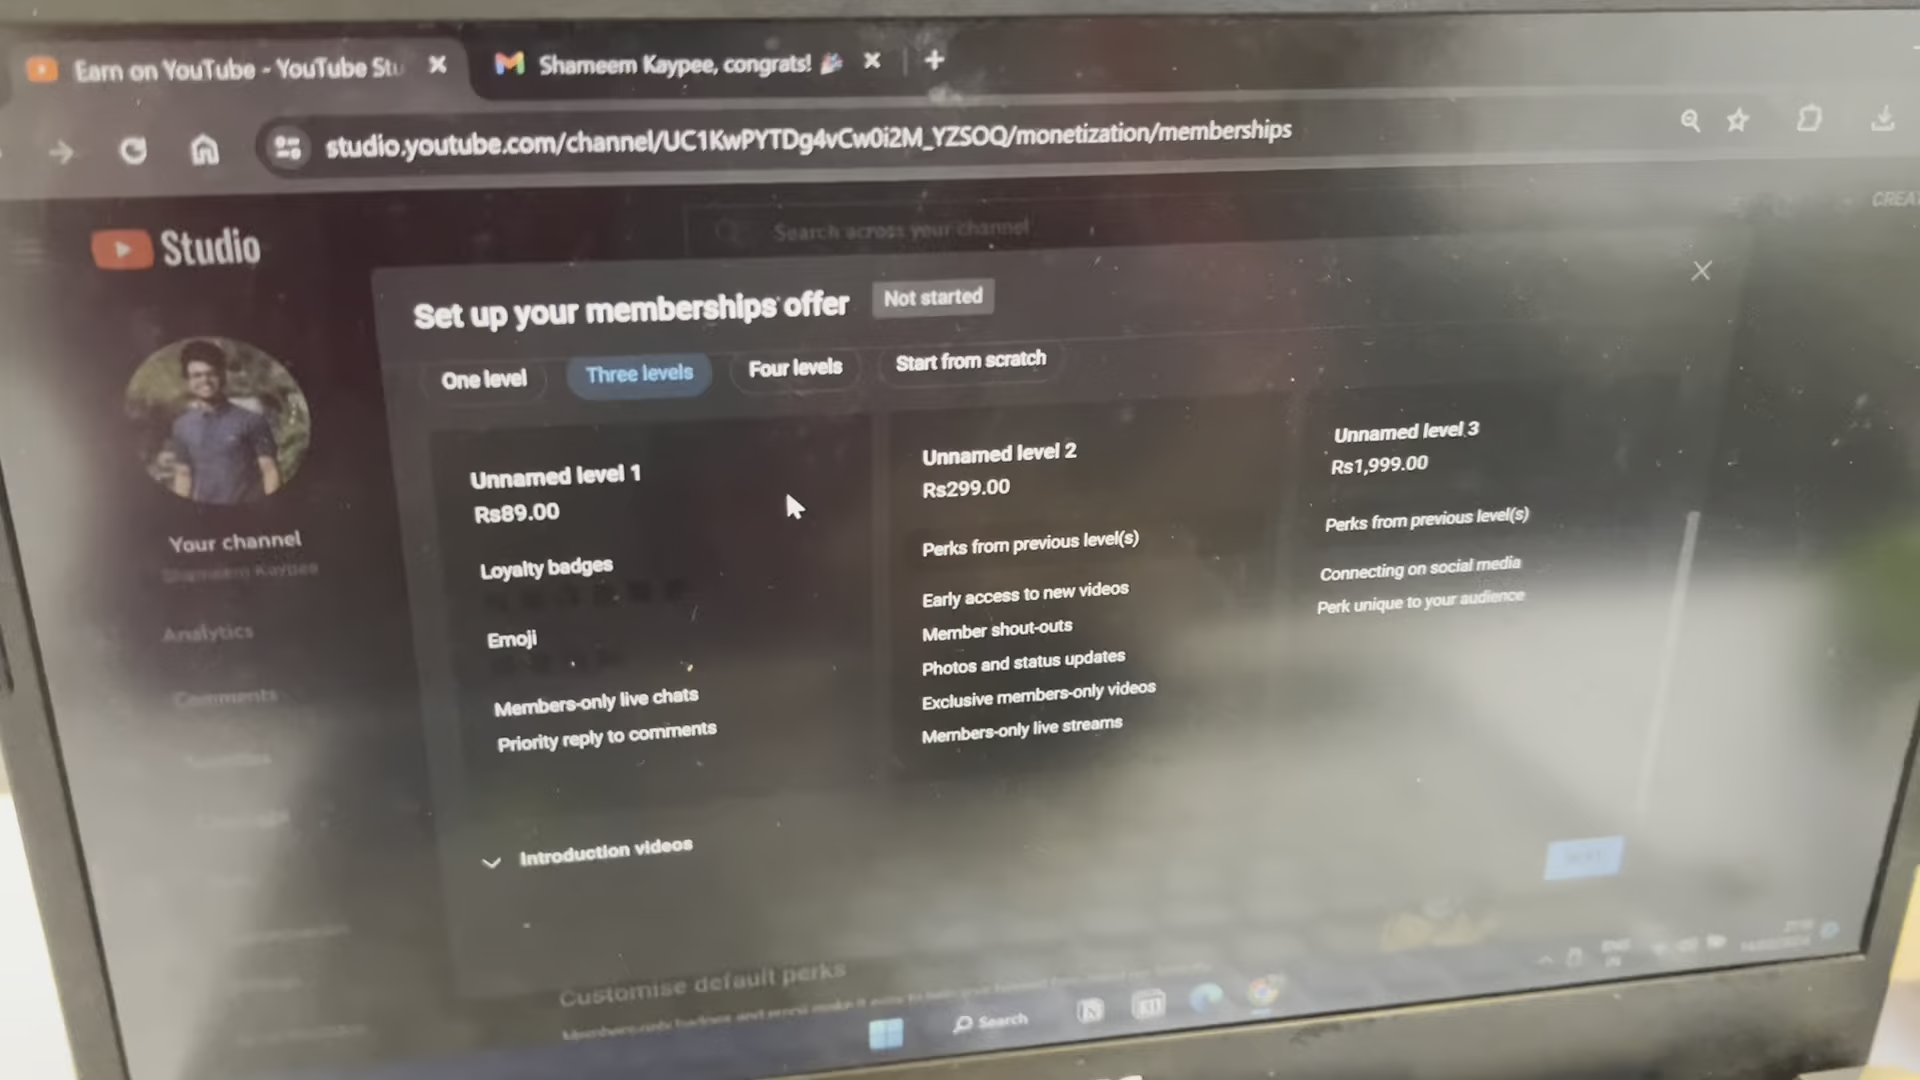 Earn on YouTube - YouTube Stu
Shameem Kaypee, congrats! 🎉
studio.youtube.com/channel/UC1KwPYTDg4vCw0i2M_YZSOQ/monetization/memberships
CREA
Studio
Search across your channel
Set up your memberships offer
Not started
One level
Three levels
Four levels
Start from scratch
Unnamed level 1
Rs89.00
Loyalty badges
Emoji
Members-only live chats
Priority reply to comments
Unnamed level 2
Rs299.00
Perks from previous level(s)
Early access to new videos
Member shout-outs
Photos and status updates
Exclusive members-only videos
Members-only live streams
Unnamed level 3
Rs1,999.00
Perks from previous level(s)
Connecting on social media
Perk unique to your audience
Introduction videos
Your channel
Shameem Kaypee
Analytics
Comments
Customise default perks
Search
ENG
IN